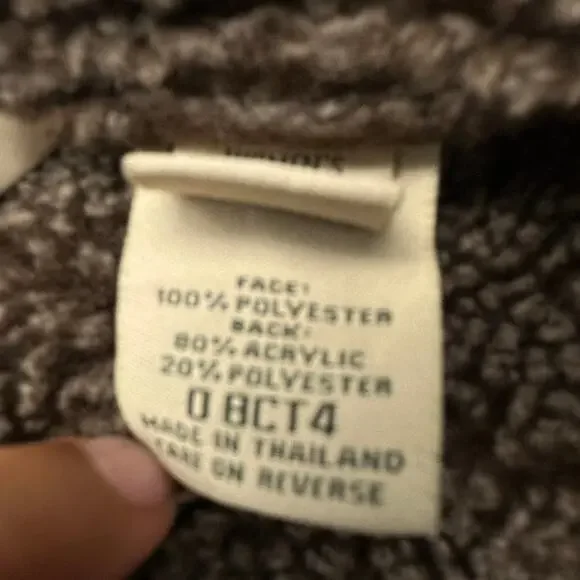 FACE:
100% POLYESTER
BACK:
80% ACRYLIC
20% POLYESTER
0 8CT4
MADE IN THAILAND
CARE ON REVERSE